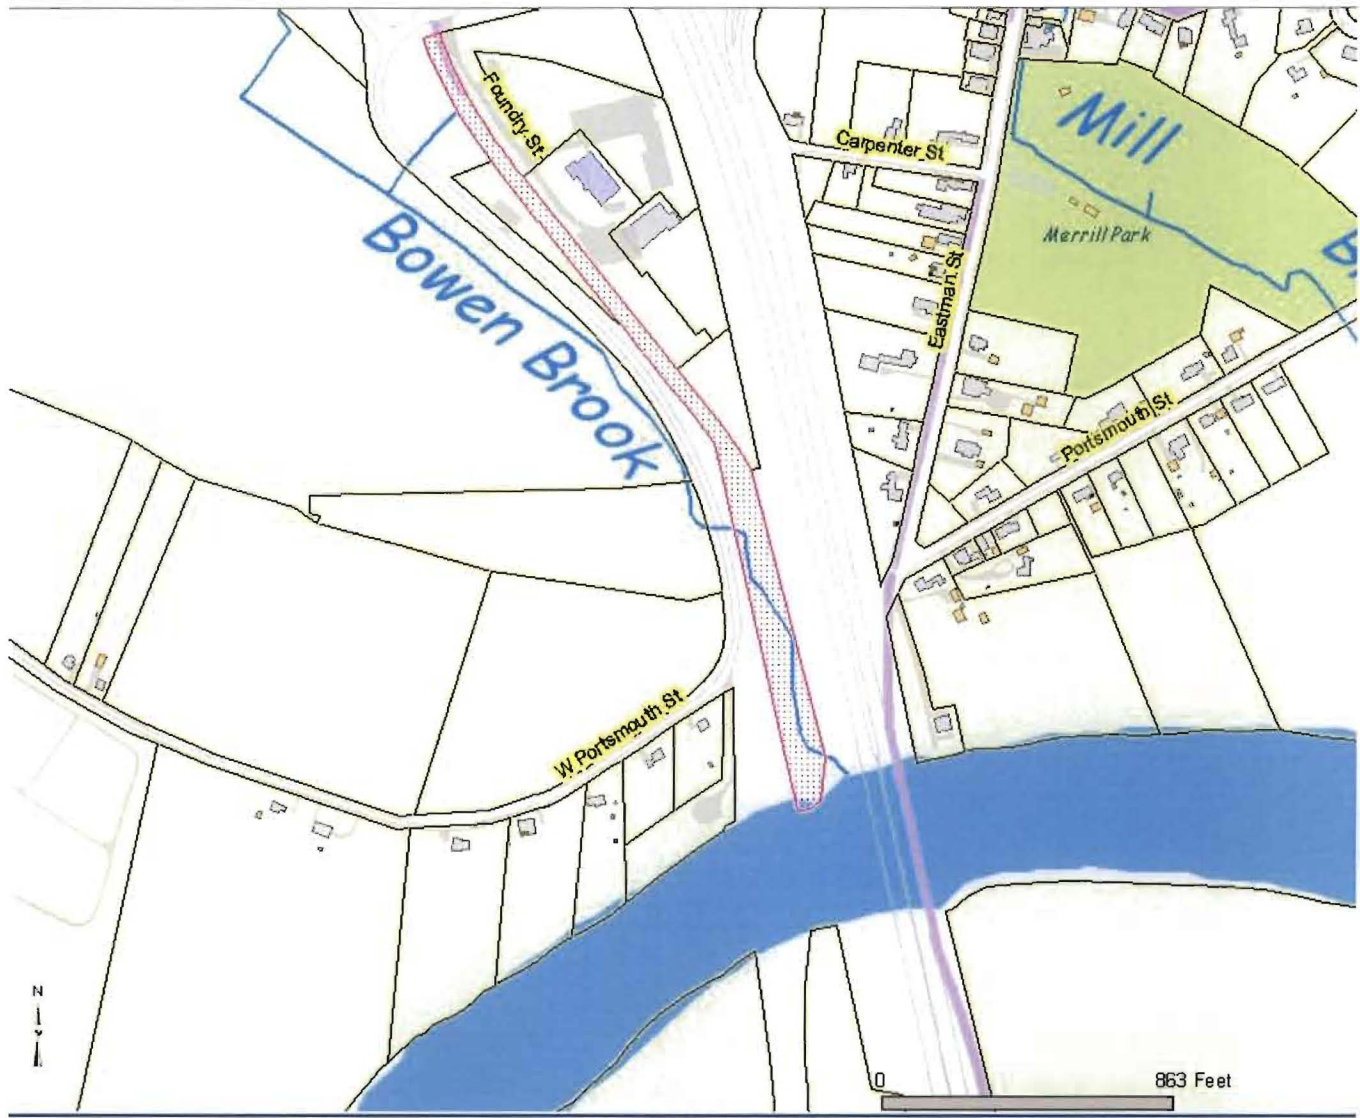 Foundry St
Carpenter St
Mill
Merrill Park
Bowen Brook
Eastman St
Portsmouth St
W Portsmouth St
N
0
863 Feet